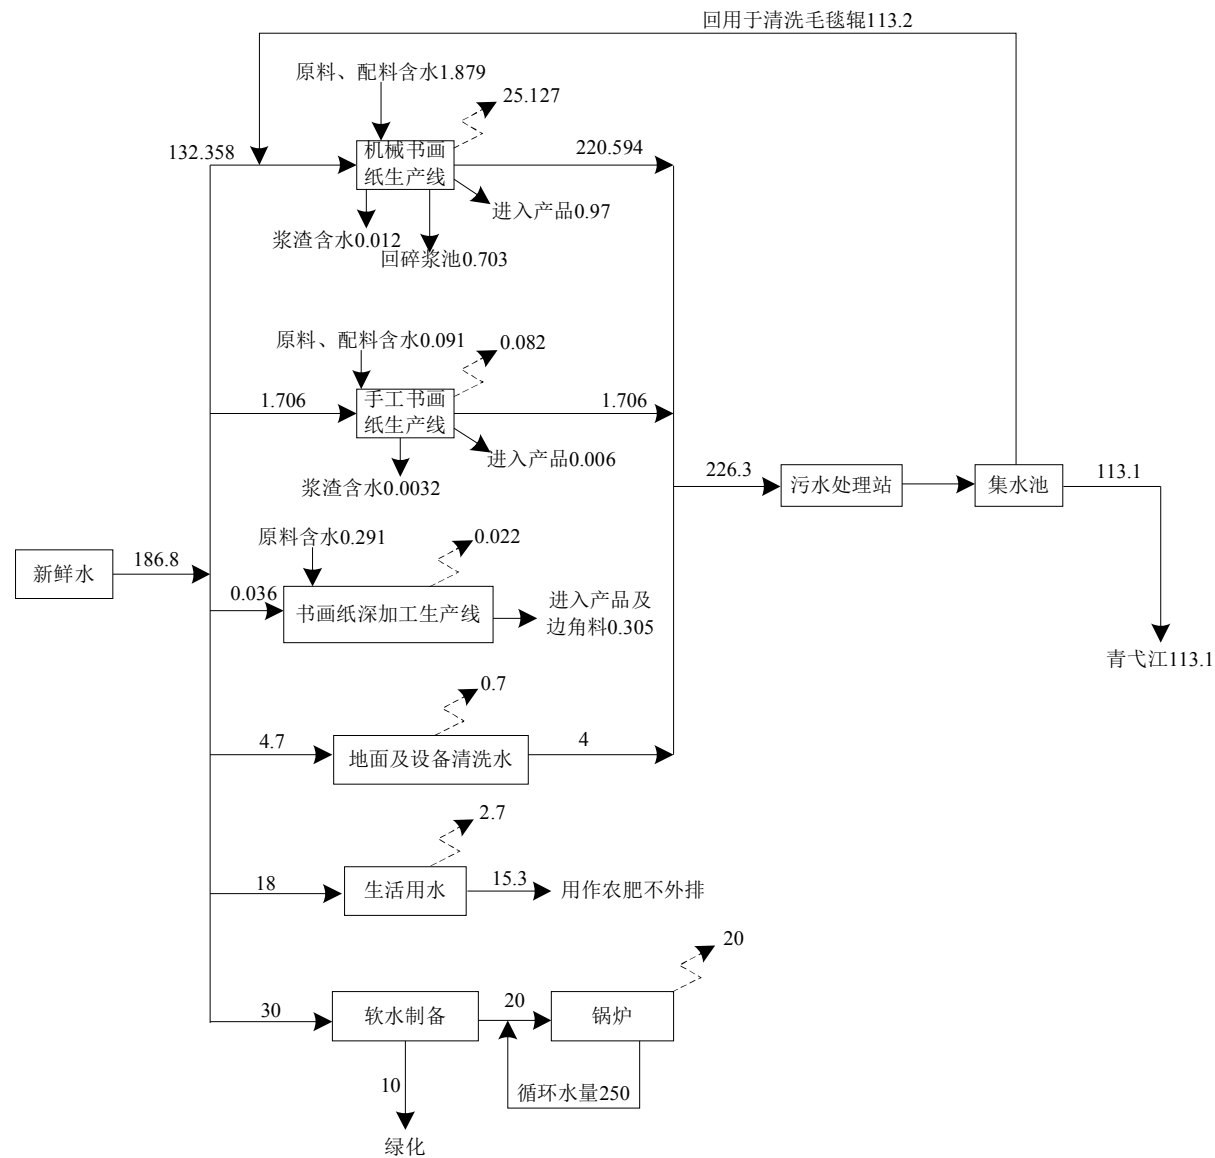 回用于清洗毛毯辊113.2
原料、配料含水1.879
25.127
132.358
机械书画
纸生产线
220.594
进入产品0.97
浆渣含水0.012
回碎浆池0.703
原料、配料含水0.091
0.082
1.706
手工书画
纸生产线
1.706
进入产品0.006
浆渣含水0.0032
226.3
污水处理站
集水池
113.1
原料含水0.291
0.022
新鲜水
186.8
0.036
书画纸深加工生产线
进入产品及
边角料0.305
青弋江113.1
0.7
4.7
地面及设备清洗水
4
2.7
18
生活用水
15.3
用作农肥不外排
20
30
软水制备
20
锅炉
循环水量250
10
绿化